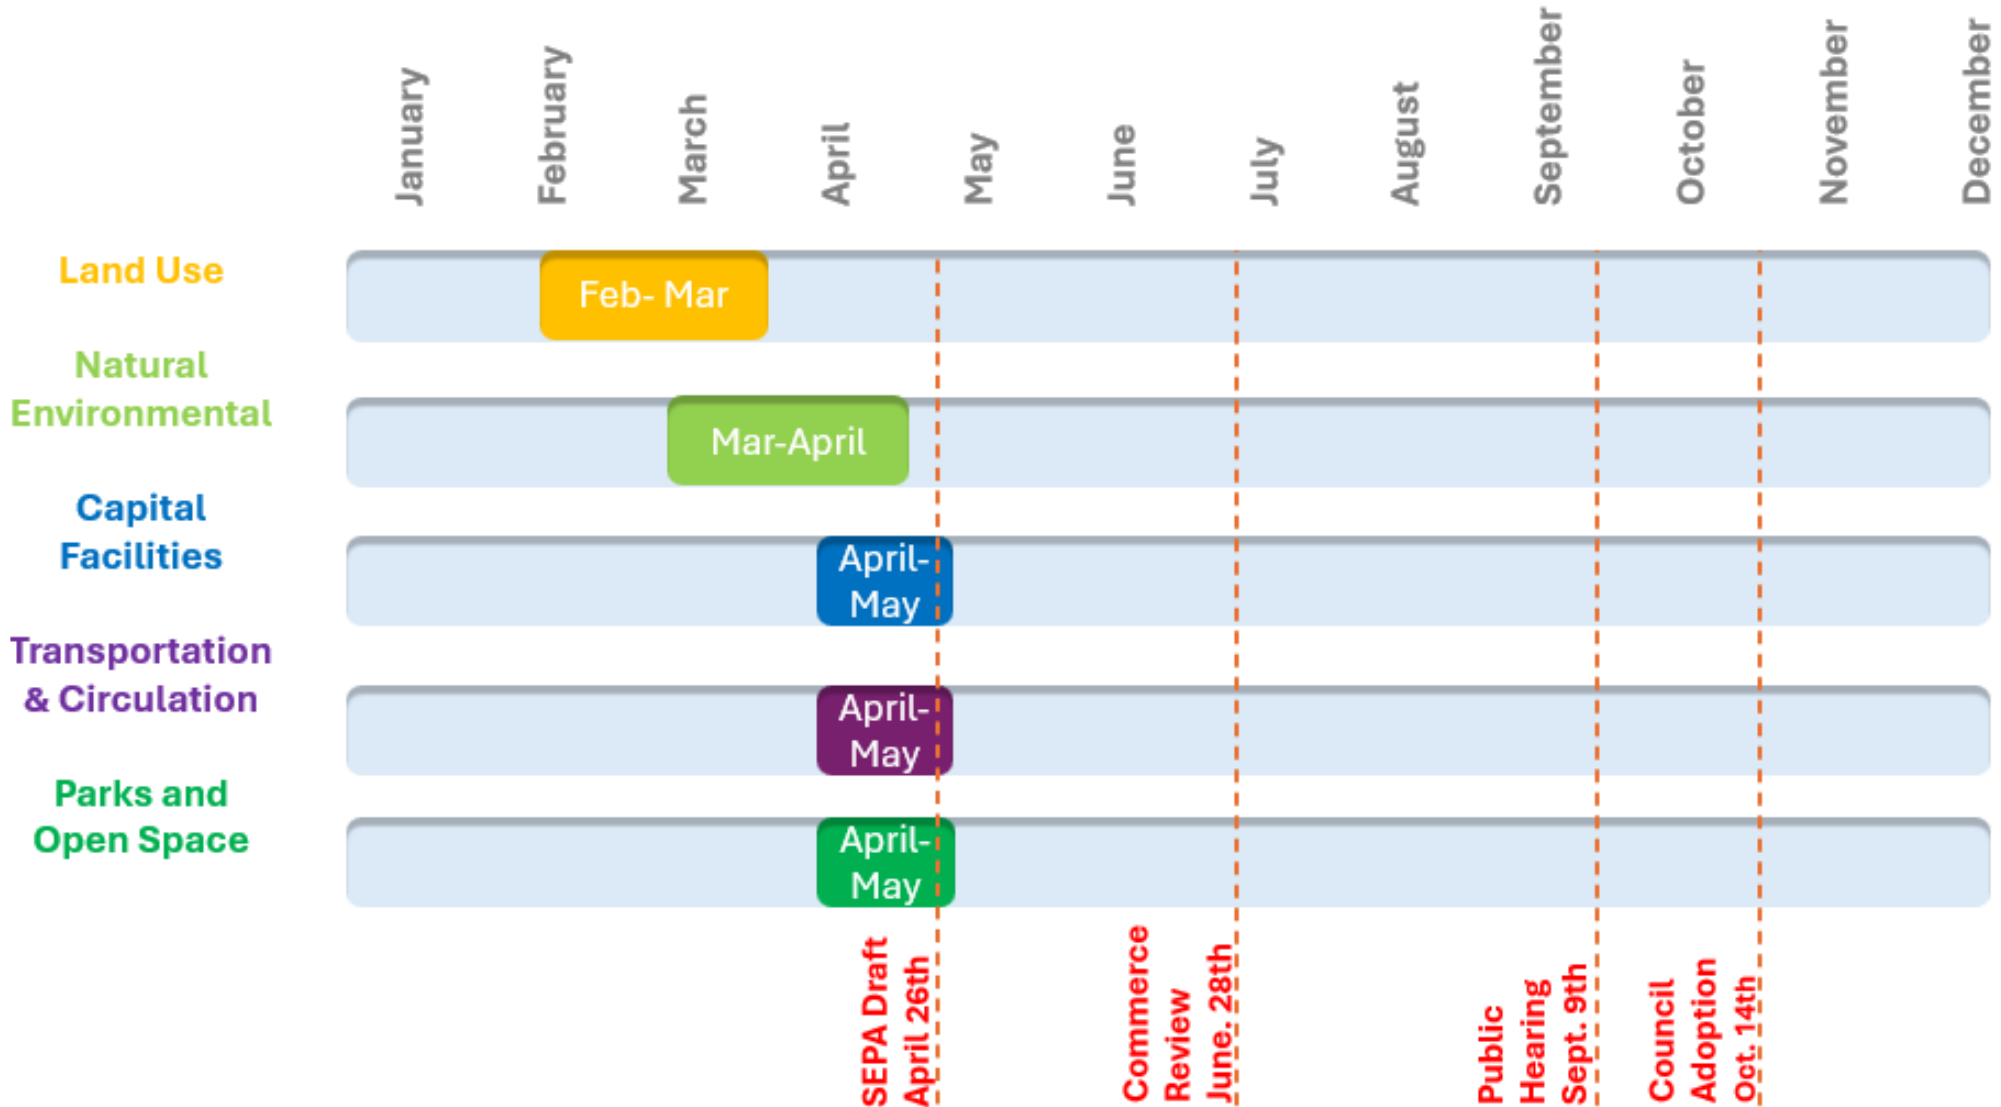 January
February
March
April
May
June
July
August
September
October
November
December
Land Use
Feb- Mar
Natural
Environmental
Mar-April
Capital
Facilities
April-
May
Transportation
& Circulation
April-
May
Parks and
Open Space
April-
May
SEPA Draft
April 26th
Commerce
Review
June. 28th
Public
Hearing
Sept. 9th
Council
Adoption
Oct. 14th